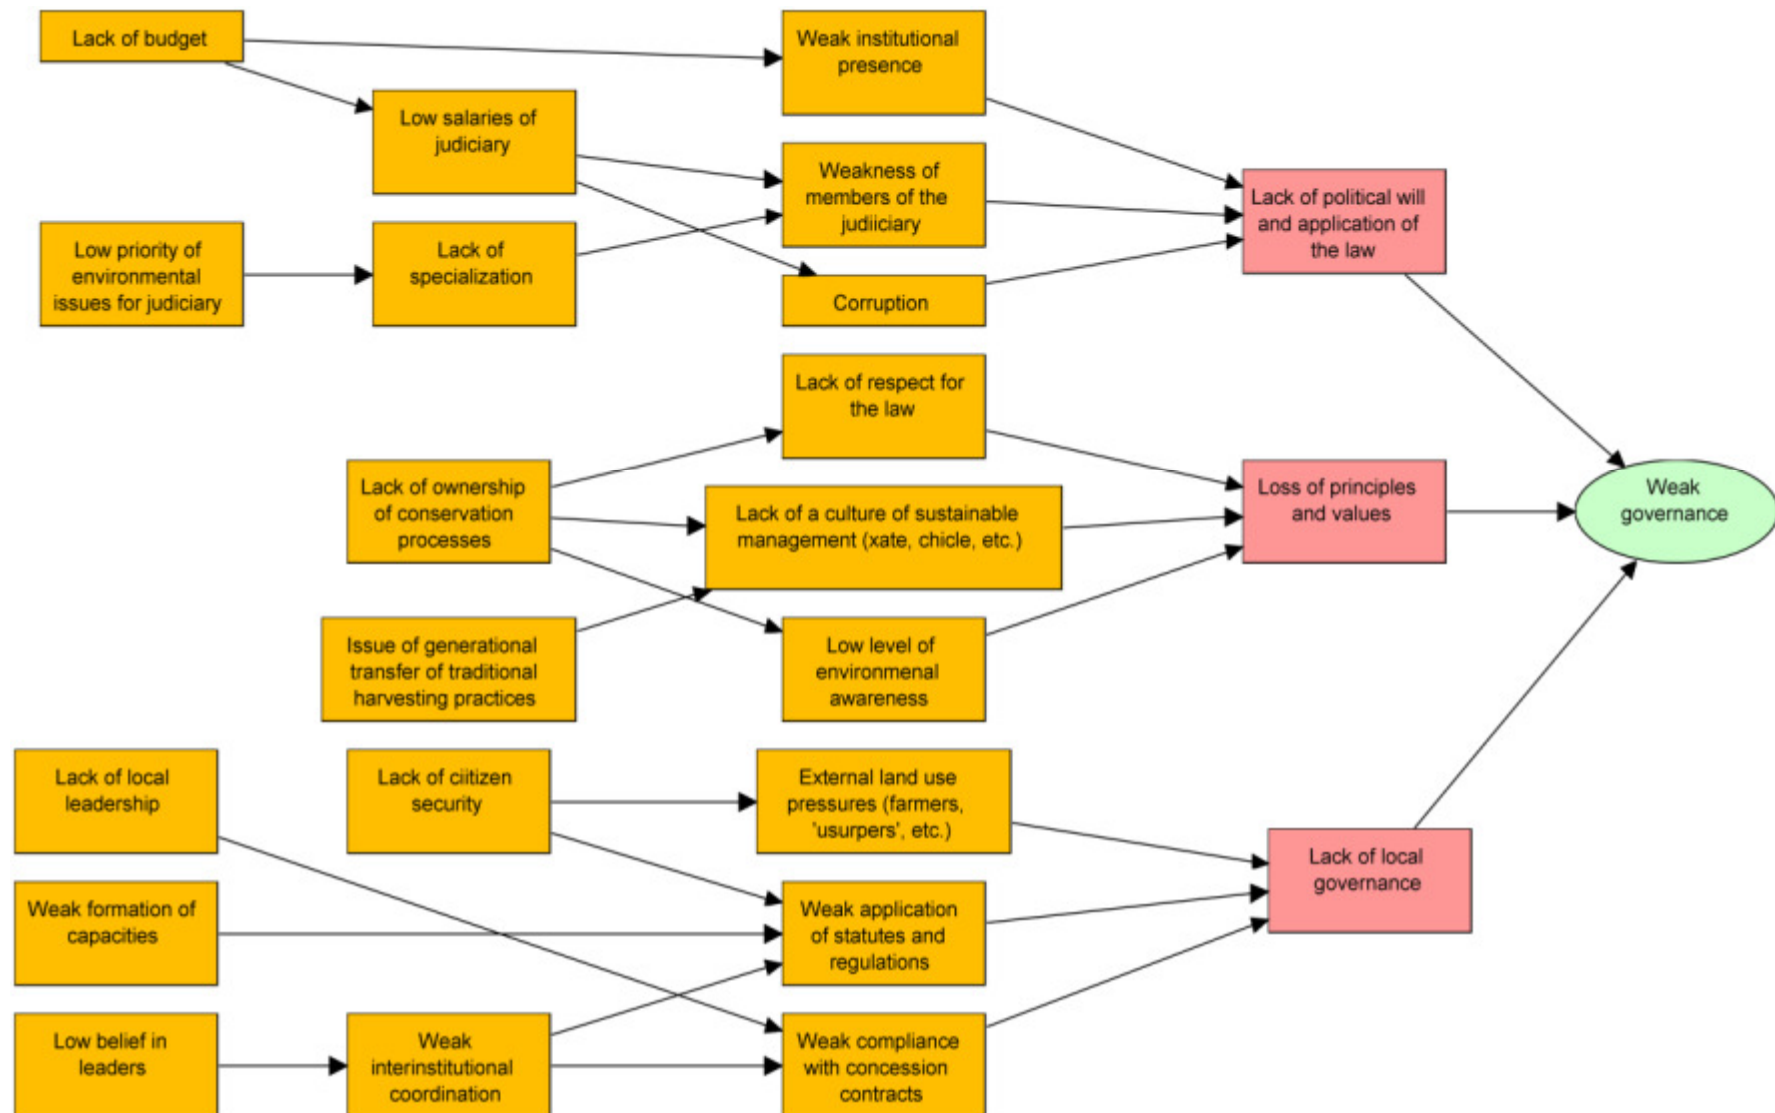 Lack of budget
Weak institutional
presence
Low salaries of
judiciary
Weakness of
members of the
judiiciary
Lack of political will
and application of
the law
Low priority of
environmental
issues for judiciary
Lack of
specialization
Corruption
Lack of respect for
the law
Lack of ownership
of conservation
processes
Lack of a culture of sustainable
management (xate, chicle, etc.)
Loss of principles
and values
Weak
governance
Issue of generational
transfer of traditional
harvesting practices
Low level of
environmenal
awareness
Lack of local
leadership
Lack of ciitizen
security
External land use
pressures (farmers,
'usurpers', etc.)
Lack of local
governance
Weak formation of
capacities
Weak application
of statutes and
regulations
Low belief in
leaders
Weak
interinstitutional
coordination
Weak compliance
with concession
contracts